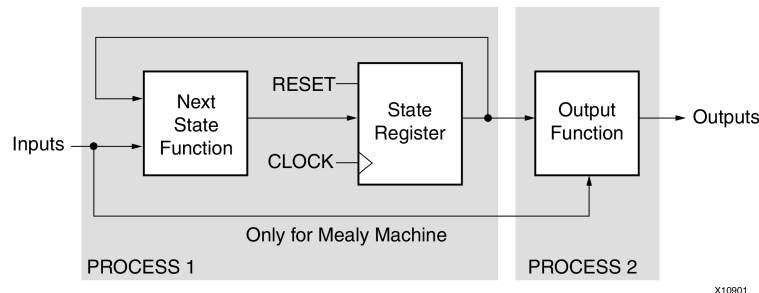 Inputs
Next
State
Function
RESET
CLOCK
State
Register
Output
Function
Outputs
Only for Mealy Machine
PROCESS 1
PROCESS 2
X10901